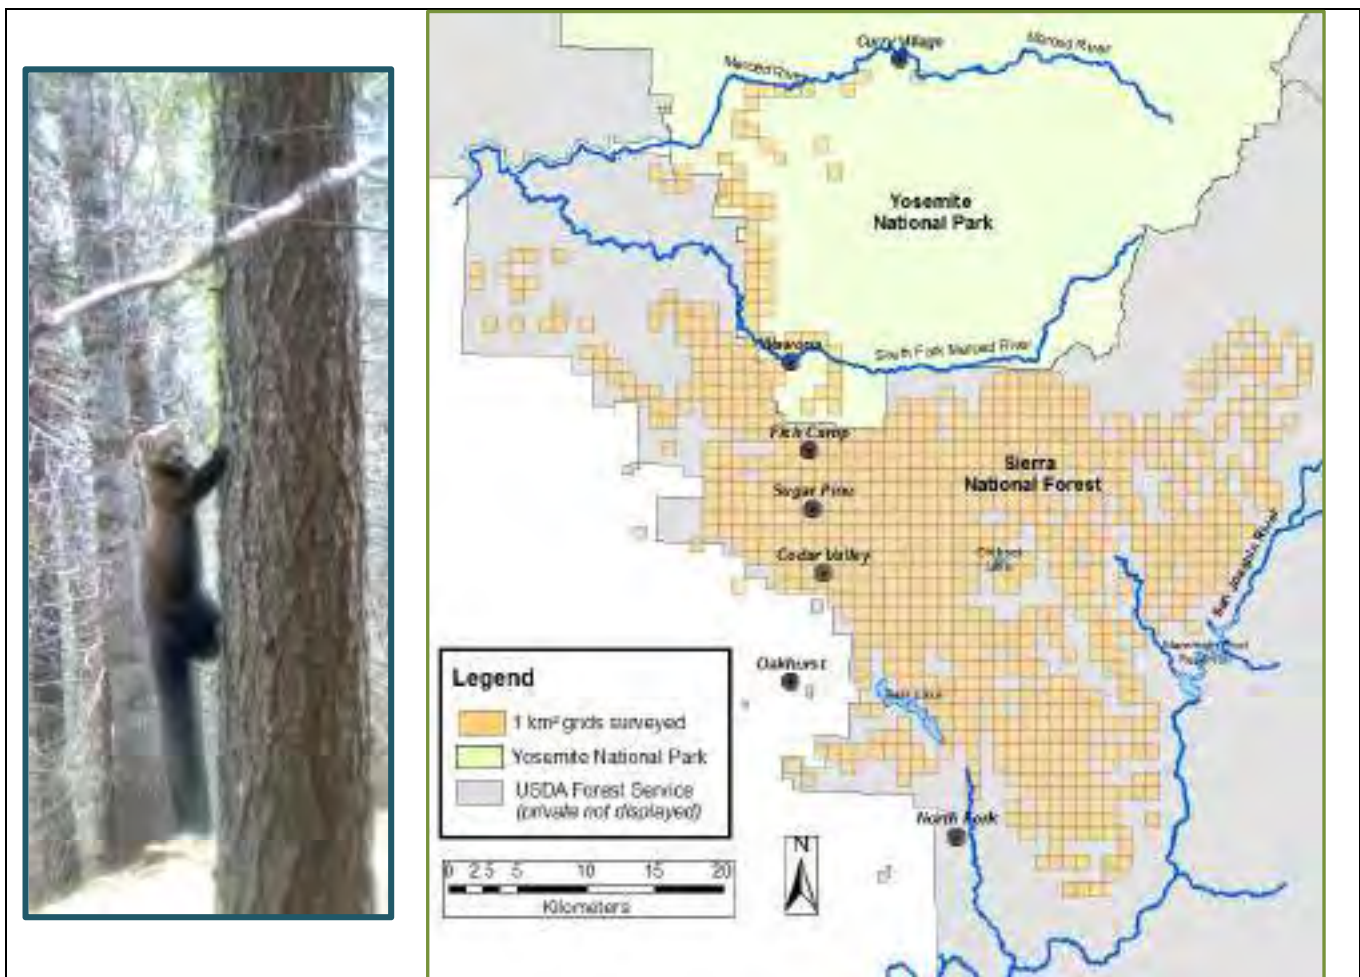 Curry Village
Merced River
Merced River
Yosemite
National Park
Wawona
South Fork Merced River
Fish Camp
Sierra
National Forest
Sugar Pine
Cedar Valley
San Joaquin River
Oakhurst
Bass Lake
North Fork
Legend
1 km² grids surveyed
Yosemite National Park
USDA Forest Service
(private not displayed)
N
0 2.5 5 10 15 20
Kilometers